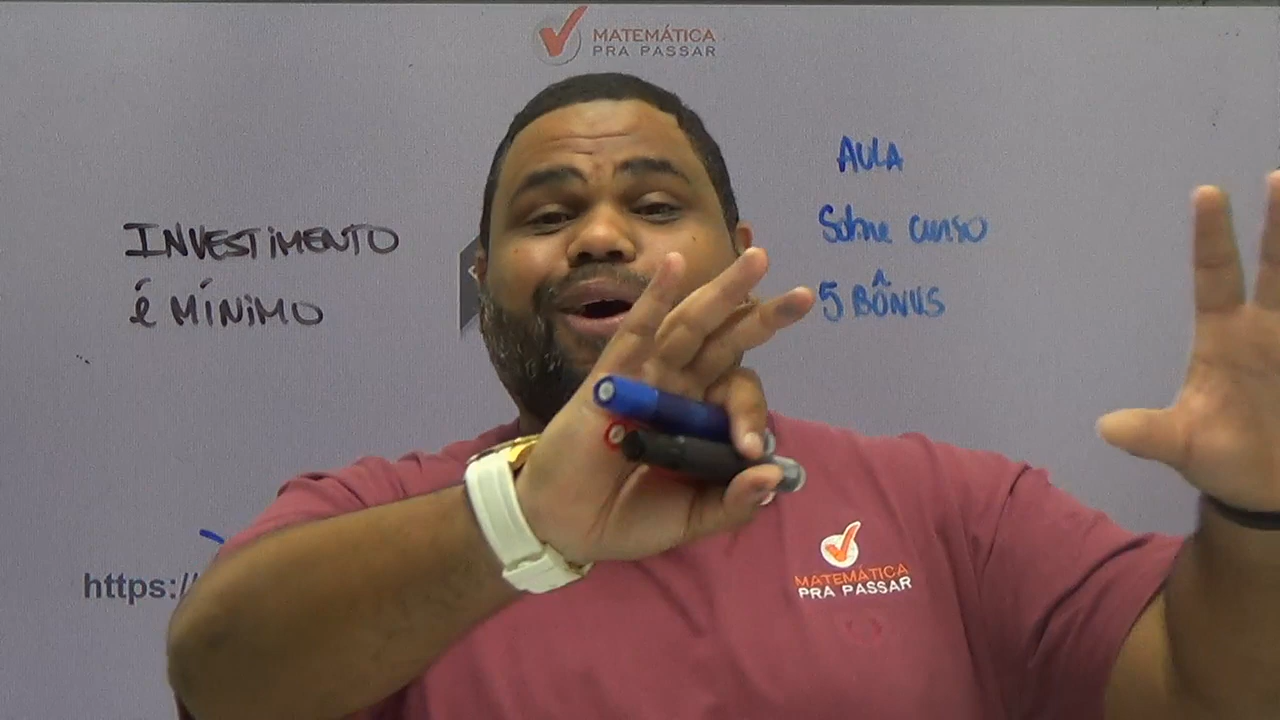 MATEMÁTICA
PRA PASSAR
INVESTIMENTO
é MÍNIMO
AULA
Sobre curso
5 BÔNUS
https:/
MATEMÁTICA
PRA PASSAR